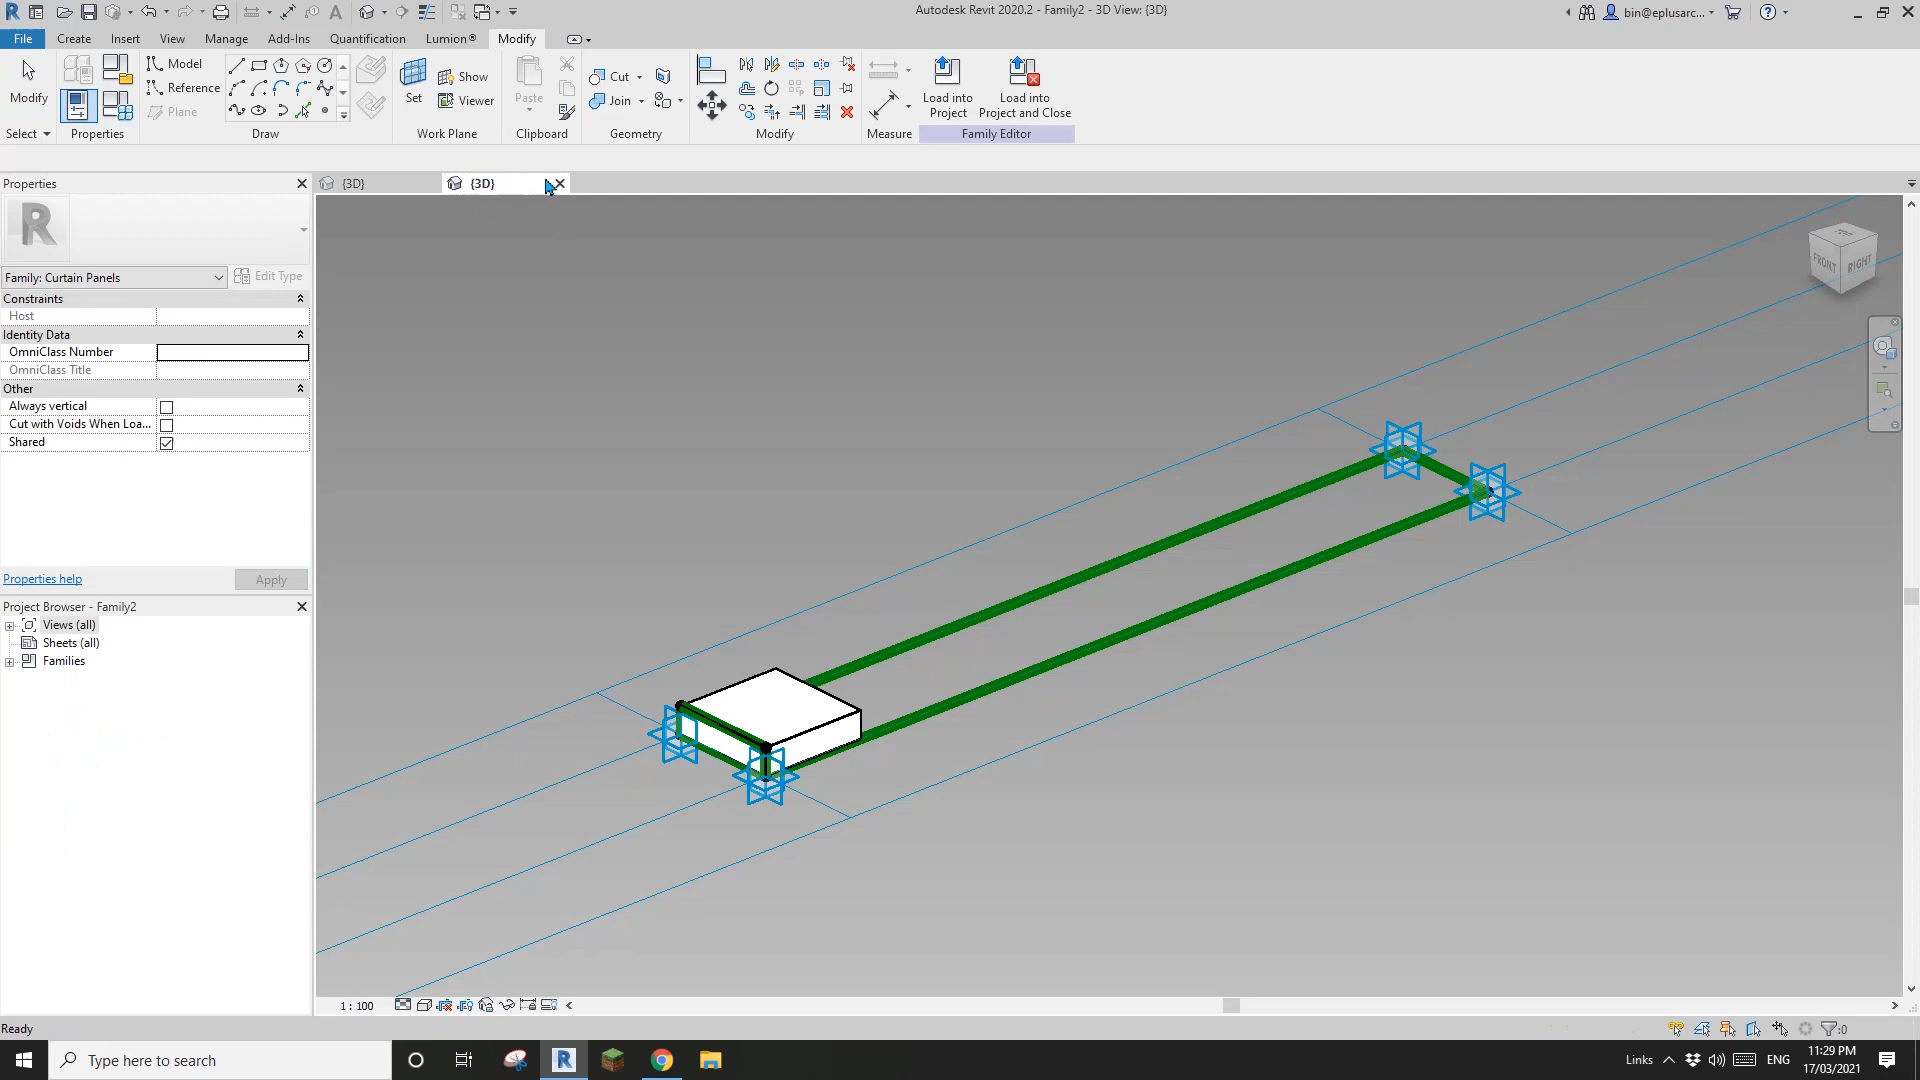 Autodesk Revit 2020.2 - Family2 - 3D View: {3D}
bin@eplusarc...
File Create Insert View Manage Add-Ins Quantification Lumion® Modify
Modify
Select
Properties
Model
Reference
Plane
Draw
Set
Show
Viewer
Work Plane
Paste
Clipboard
Cut
Join
Geometry
Modify
Measure
Load into
Project
Load into
Project and Close
Family Editor
Properties
{3D}
{3D}
Family: Curtain Panels
Edit Type
Constraints
Host
Identity Data
OmniClass Number
OmniClass Title
Other
Always vertical
Cut with Voids When Loa...
Shared
Properties help
Apply
Project Browser - Family2
Views (all)
Sheets (all)
Families
TOP
FRONT
RIGHT
1 : 100
Ready
:0
Type here to search
Links
ENG
11:29 PM
17/03/2021